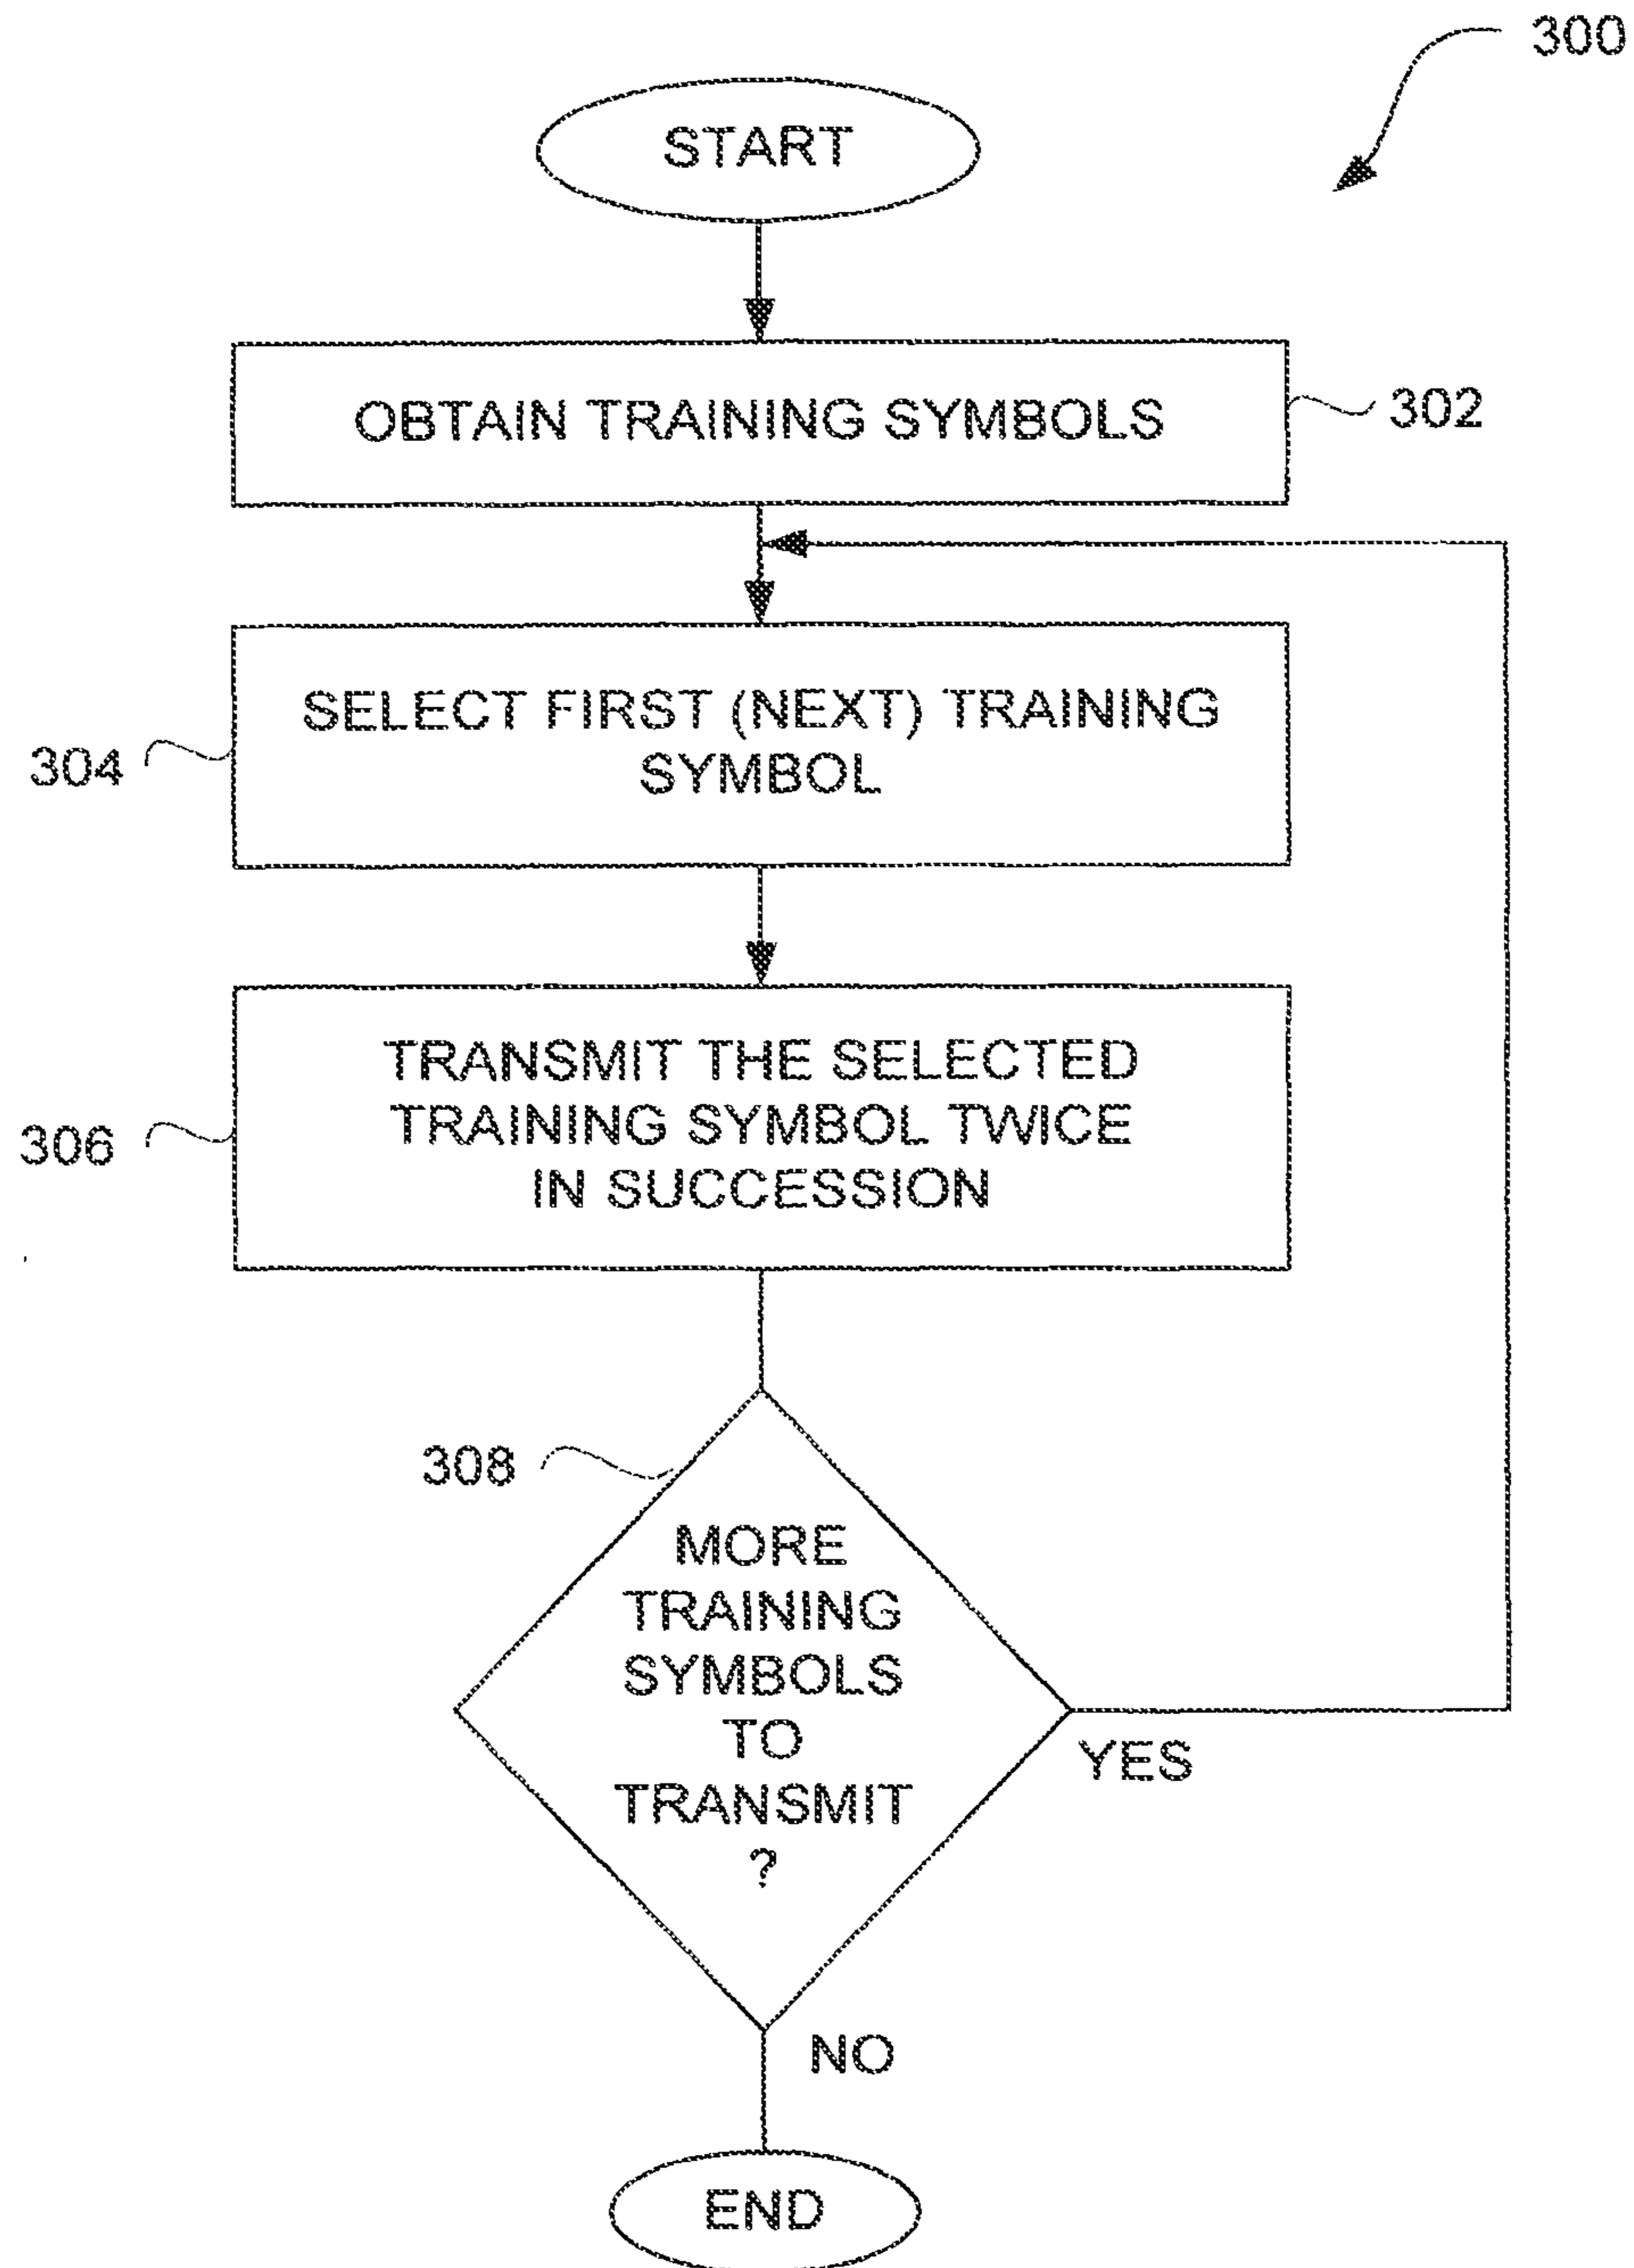 300
START
OBTAIN TRAINING SYMBOLS
302
SELECT FIRST (NEXT) TRAINING
SYMBOL
304
TRANSMIT THE SELECTED
TRAINING SYMBOL TWICE
IN SUCCESSION
306
308
MORE
TRAINING
SYMBOLS
TO
TRANSMIT
?
YES
NO
END